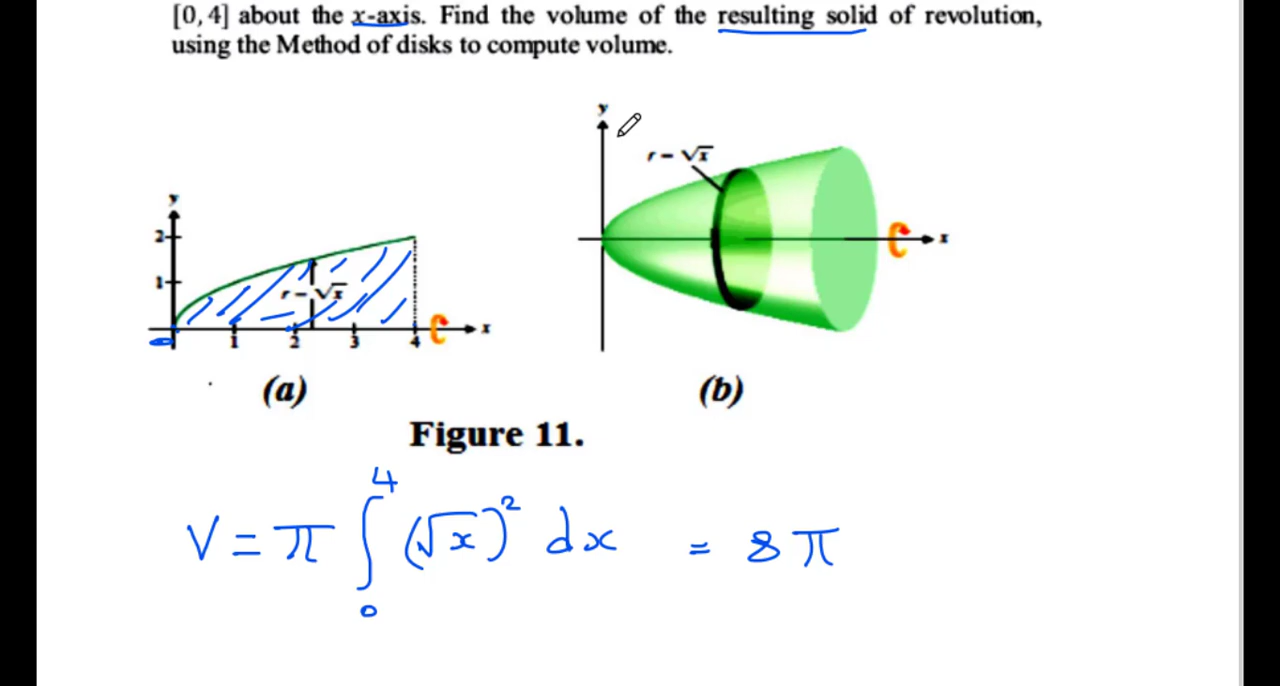 [0, 4] about the x-axis. Find the volume of the resulting solid of revolution,
using the Method of disks to compute volume.
y
2
1
r = √x
1 2 3 4 x
(a)
y
r = √x
x
(b)
Figure 11.
V = π ∫₀⁴ (√x)² dx = 8π